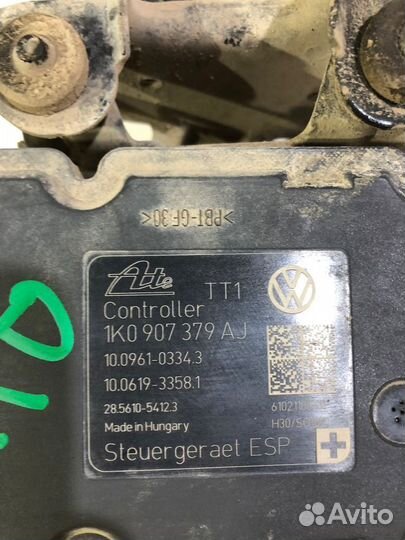 >PBT-GF30<
Ate TT1
Controller
1K0 907 379 AJ
10.0961-0334.3
10.0619-3358.1
28.5610-5412.3
Made in Hungary
Steuergeraet ESP
Avito